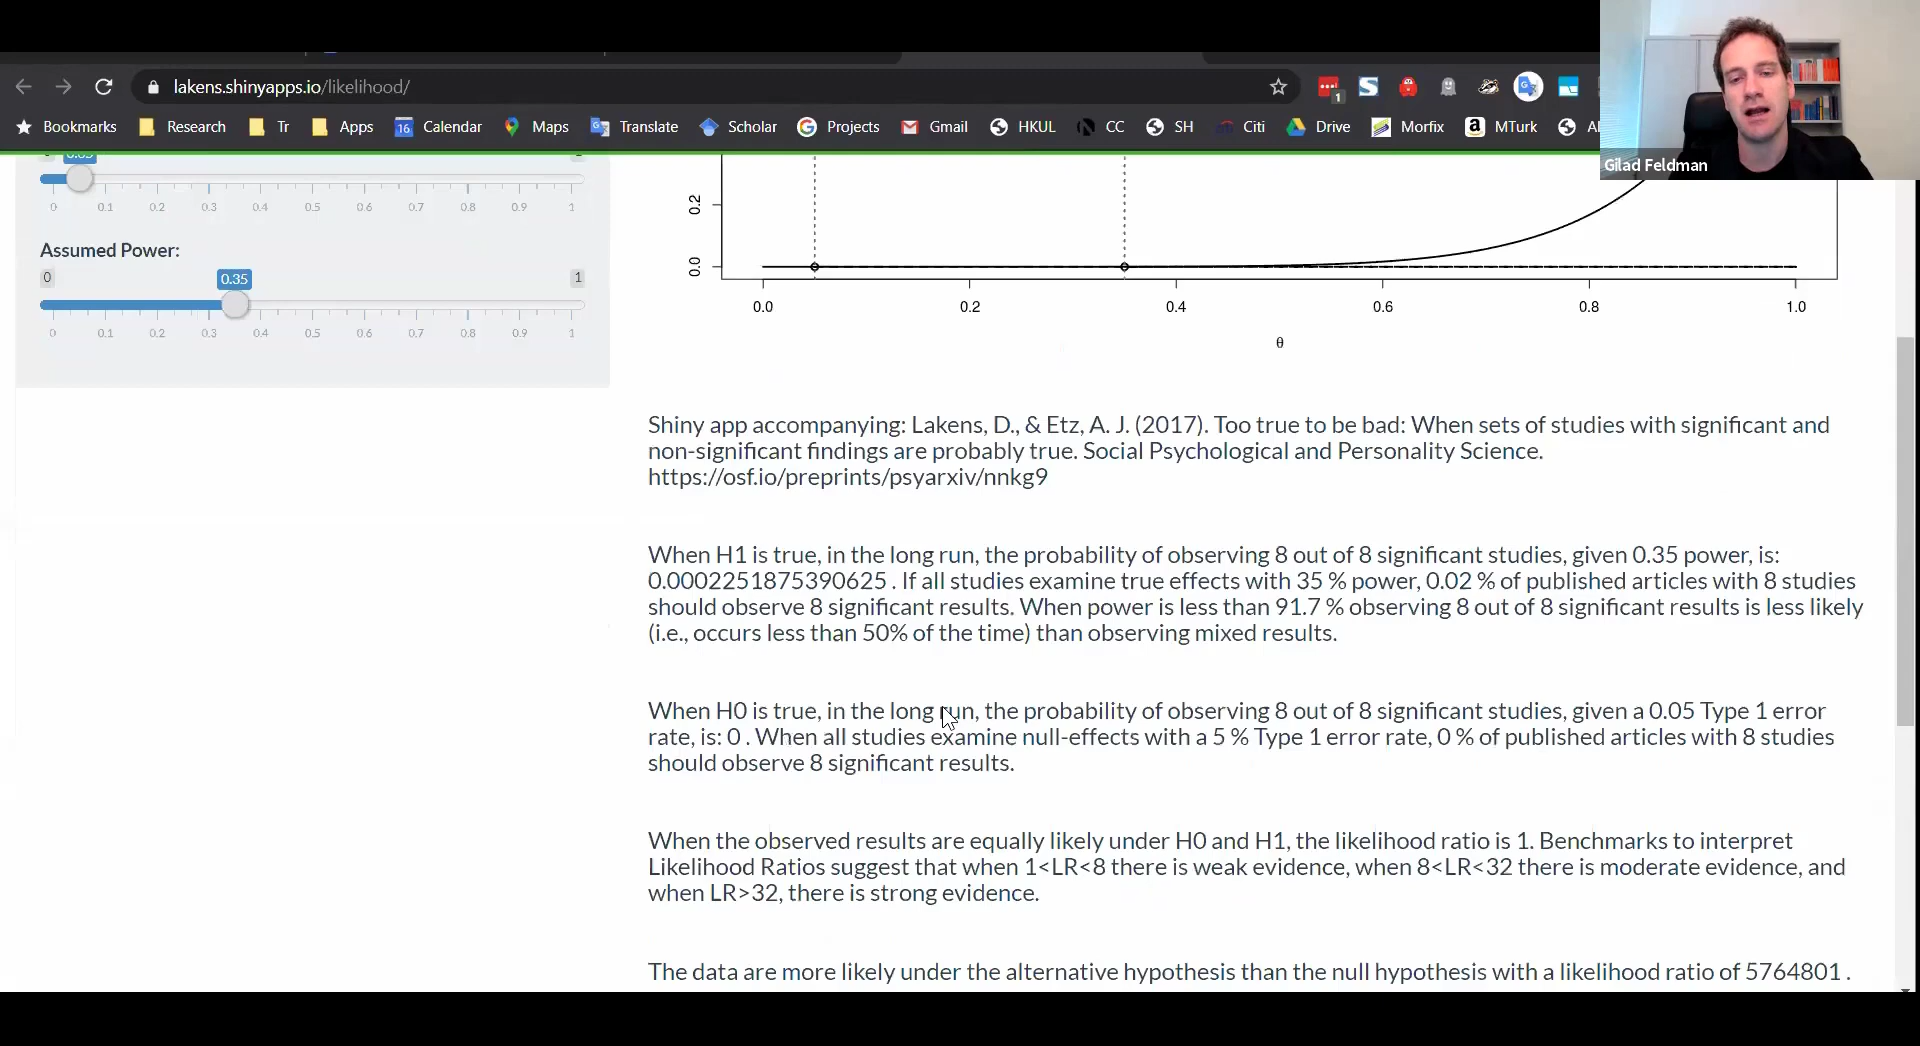 lakens.shinyapps.io/likelihood/
1
Bookmarks Research Tr Apps 16 Calendar Maps Translate Scholar Projects Gmail HKUL CC SH Citi Drive Morfix MTurk
Gilad Feldman
0 0.1 0.2 0.3 0.4 0.5 0.6 0.7 0.8 0.9 1
Assumed Power:
0 0.35 1
0 0.1 0.2 0.3 0.4 0.5 0.6 0.7 0.8 0.9 1
0.2
0.0
0.0 0.2 0.4 0.6 0.8 1.0
θ
Shiny app accompanying: Lakens, D., & Etz, A. J. (2017). Too true to be bad: When sets of studies with significant and
non-significant findings are probably true. Social Psychological and Personality Science.
https://osf.io/preprints/psyarxiv/nnkg9
When H1 is true, in the long run, the probability of observing 8 out of 8 significant studies, given 0.35 power, is:
0.0002251875390625 . If all studies examine true effects with 35 % power, 0.02 % of published articles with 8 studies
should observe 8 significant results. When power is less than 91.7 % observing 8 out of 8 significant results is less likely
(i.e., occurs less than 50% of the time) than observing mixed results.
When H0 is true, in the long run, the probability of observing 8 out of 8 significant studies, given a 0.05 Type 1 error
rate, is: 0 . When all studies examine null-effects with a 5 % Type 1 error rate, 0 % of published articles with 8 studies
should observe 8 significant results.
When the observed results are equally likely under H0 and H1, the likelihood ratio is 1. Benchmarks to interpret
Likelihood Ratios suggest that when 1<LR<8 there is weak evidence, when 8<LR<32 there is moderate evidence, and
when LR>32, there is strong evidence.
The data are more likely under the alternative hypothesis than the null hypothesis with a likelihood ratio of 5764801 .